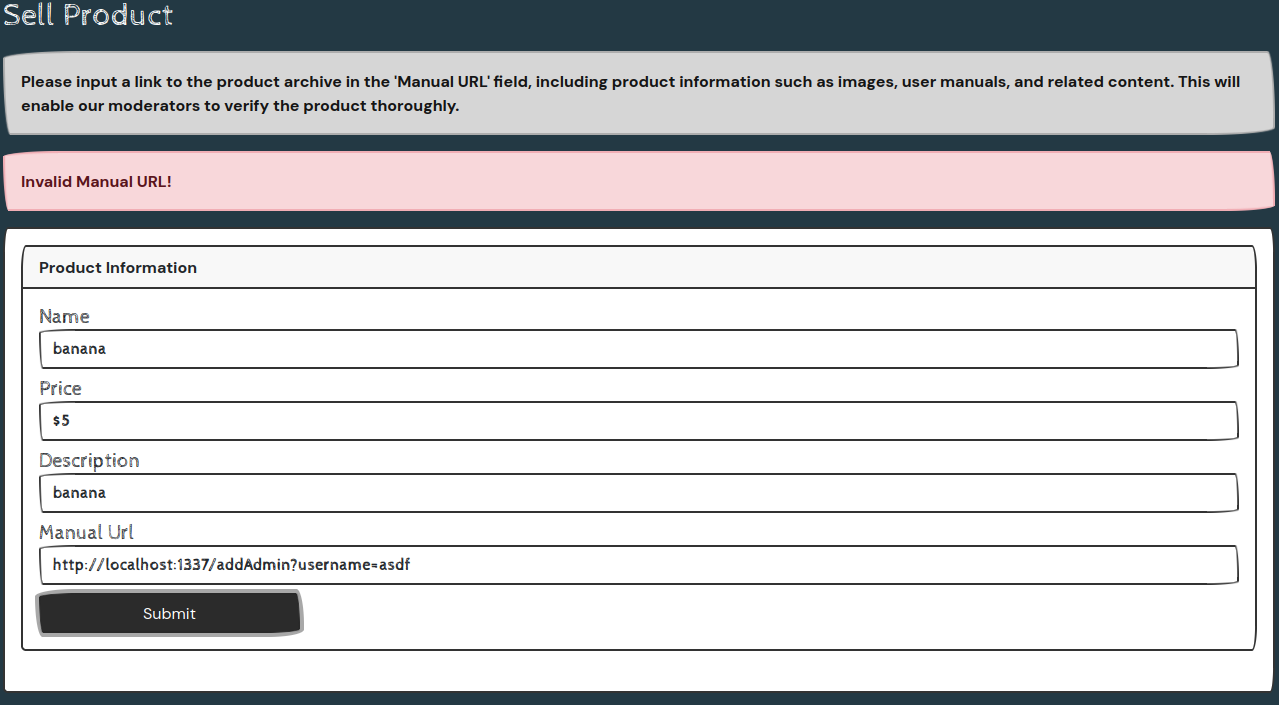 Sell Product
Please input a link to the product archive in the 'Manual URL' field, including product information such as images, user manuals, and related content. This will
enable our moderators to verify the product thoroughly.
Invalid Manual URL!
Product Information
Name
banana
Price
$5
Description
banana
Manual Url
http://localhost:1337/addAdmin?username=asdf
Submit